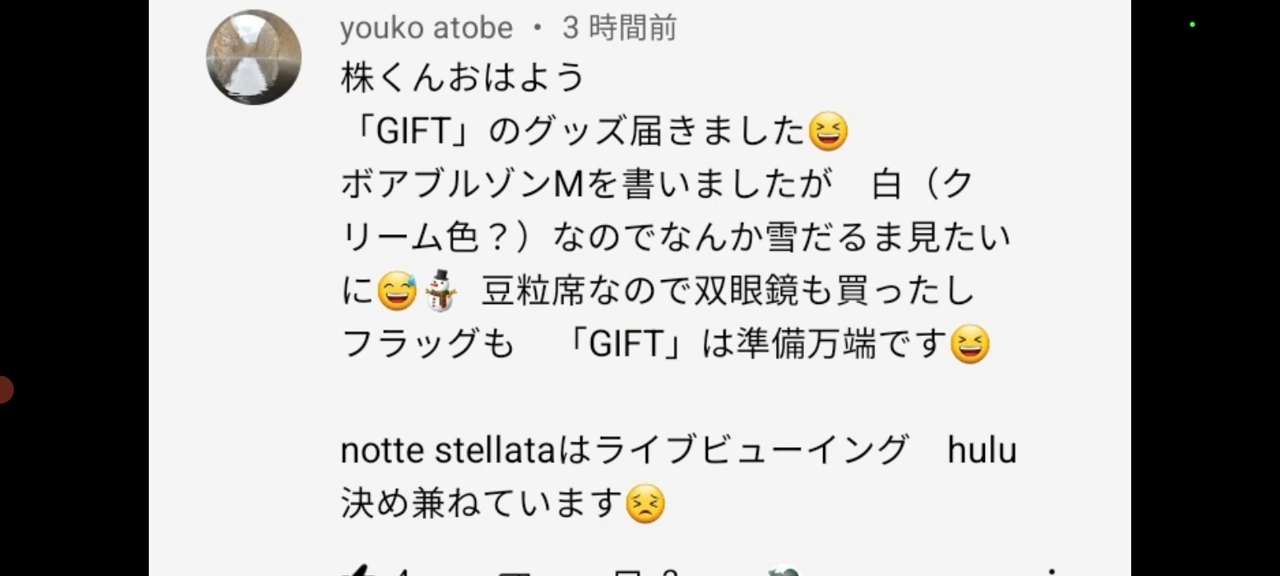 youko atobe • 3 時間前
株くんおはよう
「GIFT」のグッズ届きました😆
ボアブルゾンMを書いましたが　白（ク
リーム色？）なのでなんか雪だるま見たい
に😅⛄ 豆粒席なので双眼鏡も買ったし
フラッグも　「GIFT」は準備万端です😆
notte stellataはライブビューイング　hulu
決め兼ねています😣